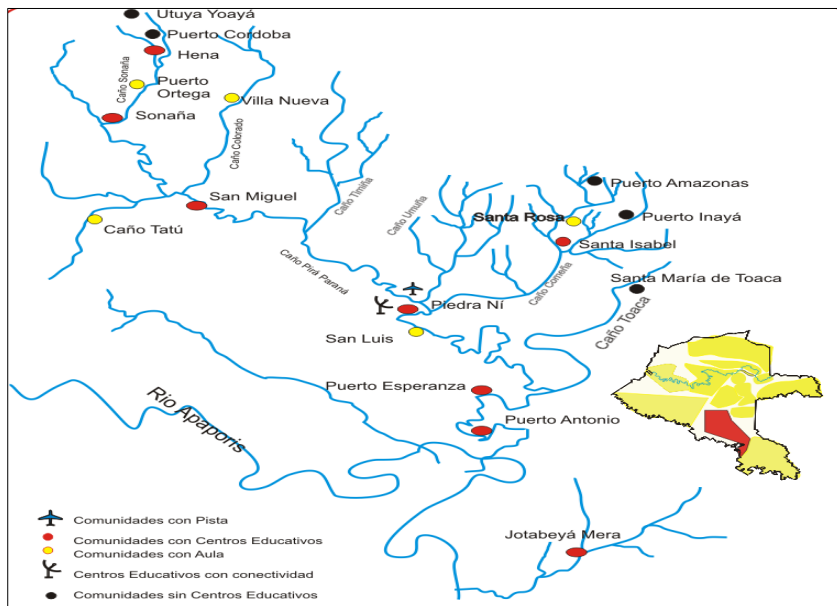 Utuya Yoayá
Puerto Cordoba
Hena
Caño Sonaña
Puerto
Ortega
Villa Nueva
Sonaña
Caño Colorado
San Miguel
Caño Tatú
Caño Timiña
Caño Umuña
Puerto Amazonas
Santa Rosa
Puerto Inayá
Santa Isabel
Caño Pirá Paraná
Caño Comeña
Santa María de Toaca
Caño Toaca
Piedra Ní
San Luis
Puerto Esperanza
Rio Apaporis
Puerto Antonio
Jotabeyá Mera
Comunidades con Pista
Comunidades con Centros Educativos
Comunidades con Aula
Centros Educativos con conectividad
Comunidades sin Centros Educativos